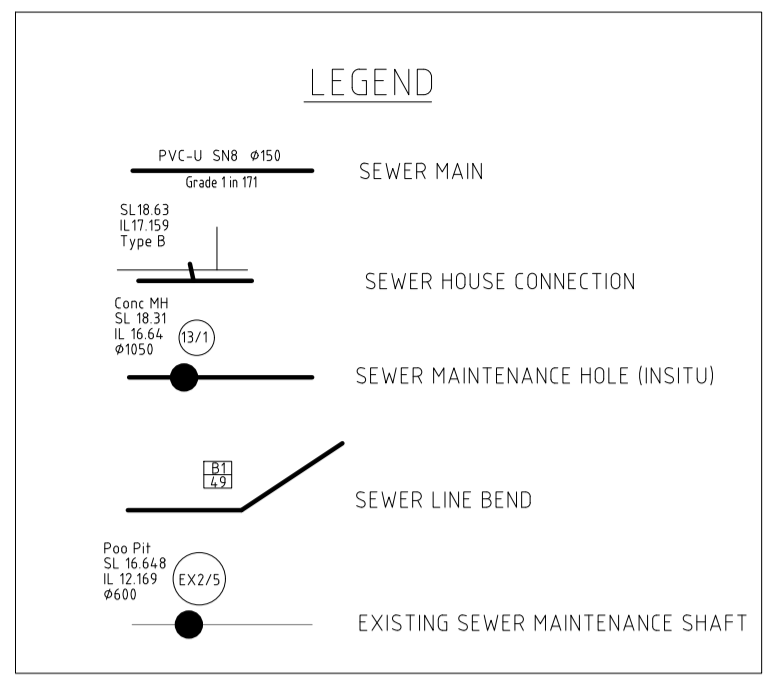 LEGEND
PVC-U SN8 Ø150
Grade 1 in 171
SEWER MAIN
SL18.63
IL17.159
Type B
SEWER HOUSE CONNECTION
Conc MH
SL 18.31
IL 16.64
Ø1050
13/1
SEWER MAINTENANCE HOLE (INSITU)
B1
49
SEWER LINE BEND
Poo Pit
SL 16.648
IL 12.169
Ø600
EX2/5
EXISTING SEWER MAINTENANCE SHAFT